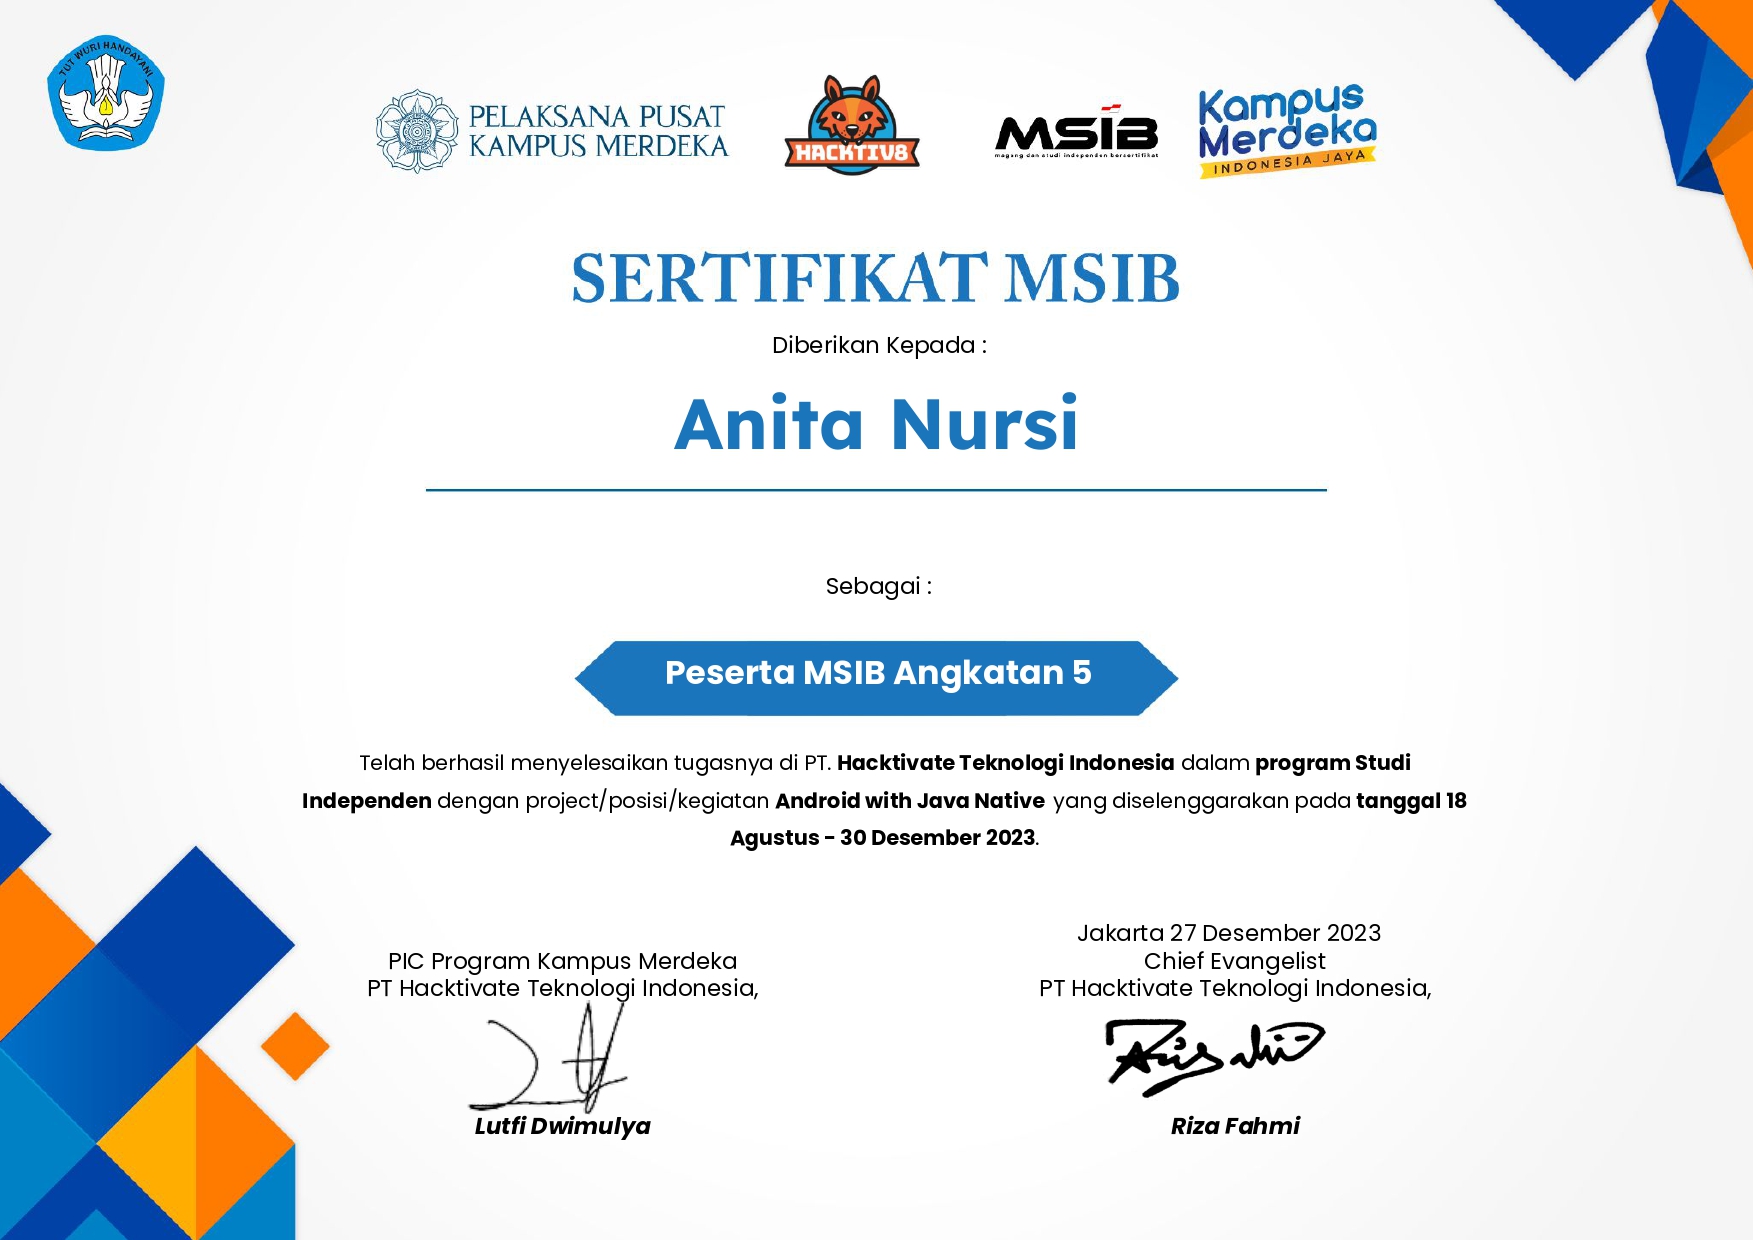 TUT WURI HANDAYANI
PELAKSANA PUSAT
KAMPUS MERDEKA
HACKTIV8
MSIB
magang dan studi independen bersertifikat
Kampus
Merdeka
INDONESIA JAYA
SERTIFIKAT MSIB
Diberikan Kepada :
Anita Nursi
Sebagai :
Peserta MSIB Angkatan 5
Telah berhasil menyelesaikan tugasnya di PT. Hacktivate Teknologi Indonesia dalam program Studi
Independen dengan project/posisi/kegiatan Android with Java Native yang diselenggarakan pada tanggal 18
Agustus - 30 Desember 2023.
PIC Program Kampus Merdeka
PT Hacktivate Teknologi Indonesia,
Lutfi Dwimulya
Jakarta 27 Desember 2023
Chief Evangelist
PT Hacktivate Teknologi Indonesia,
Riza Fahmi